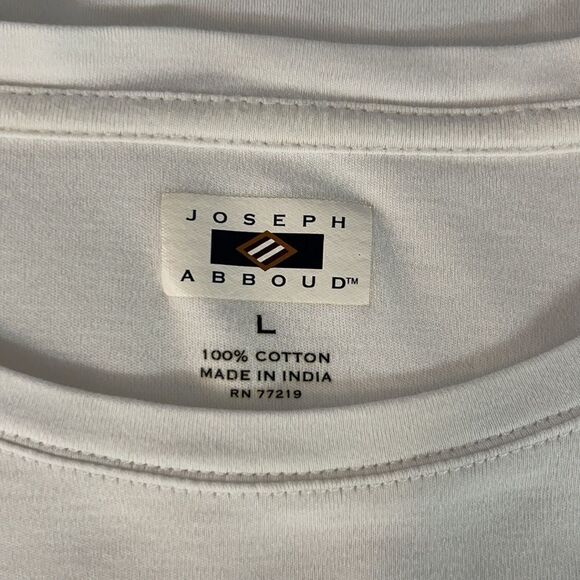 JOSEPH
ABBOUD™
L
100% COTTON
MADE IN INDIA
RN 77219